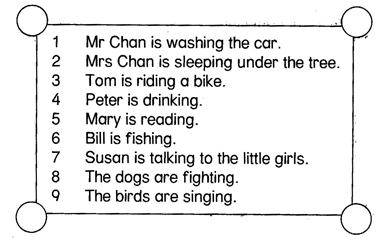 1 Mr Chan is washing the car.
2 Mrs Chan is sleeping under the tree.
3 Tom is riding a bike.
4 Peter is drinking.
5 Mary is reading.
6 Bill is fishing.
7 Susan is talking to the little girls.
8 The dogs are fighting.
9 The birds are singing.